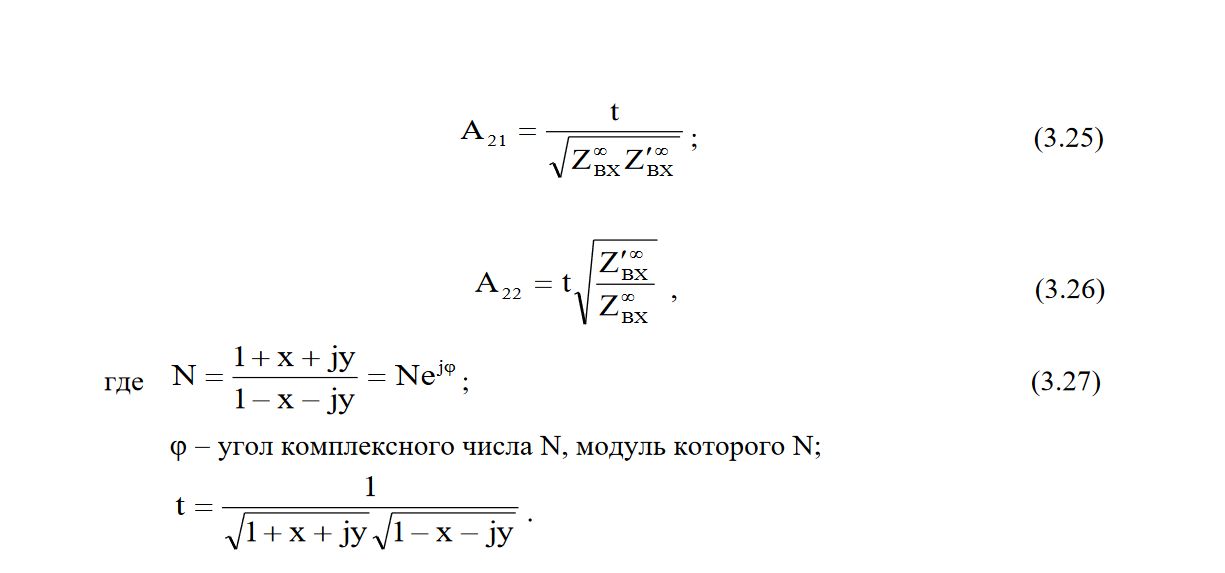 A₂₁ = t / √(Z^∞_ВХ Z′^∞_ВХ) ; (3.25)
A₂₂ = t √(Z′^∞_ВХ / Z^∞_ВХ) , (3.26)
где N = (1 + x + jy) / (1 − x − jy) = Ne^jφ ; (3.27)
φ – угол комплексного числа N, модуль которого N;
t = 1 / (√(1 + x + jy) √(1 − x − jy)) .